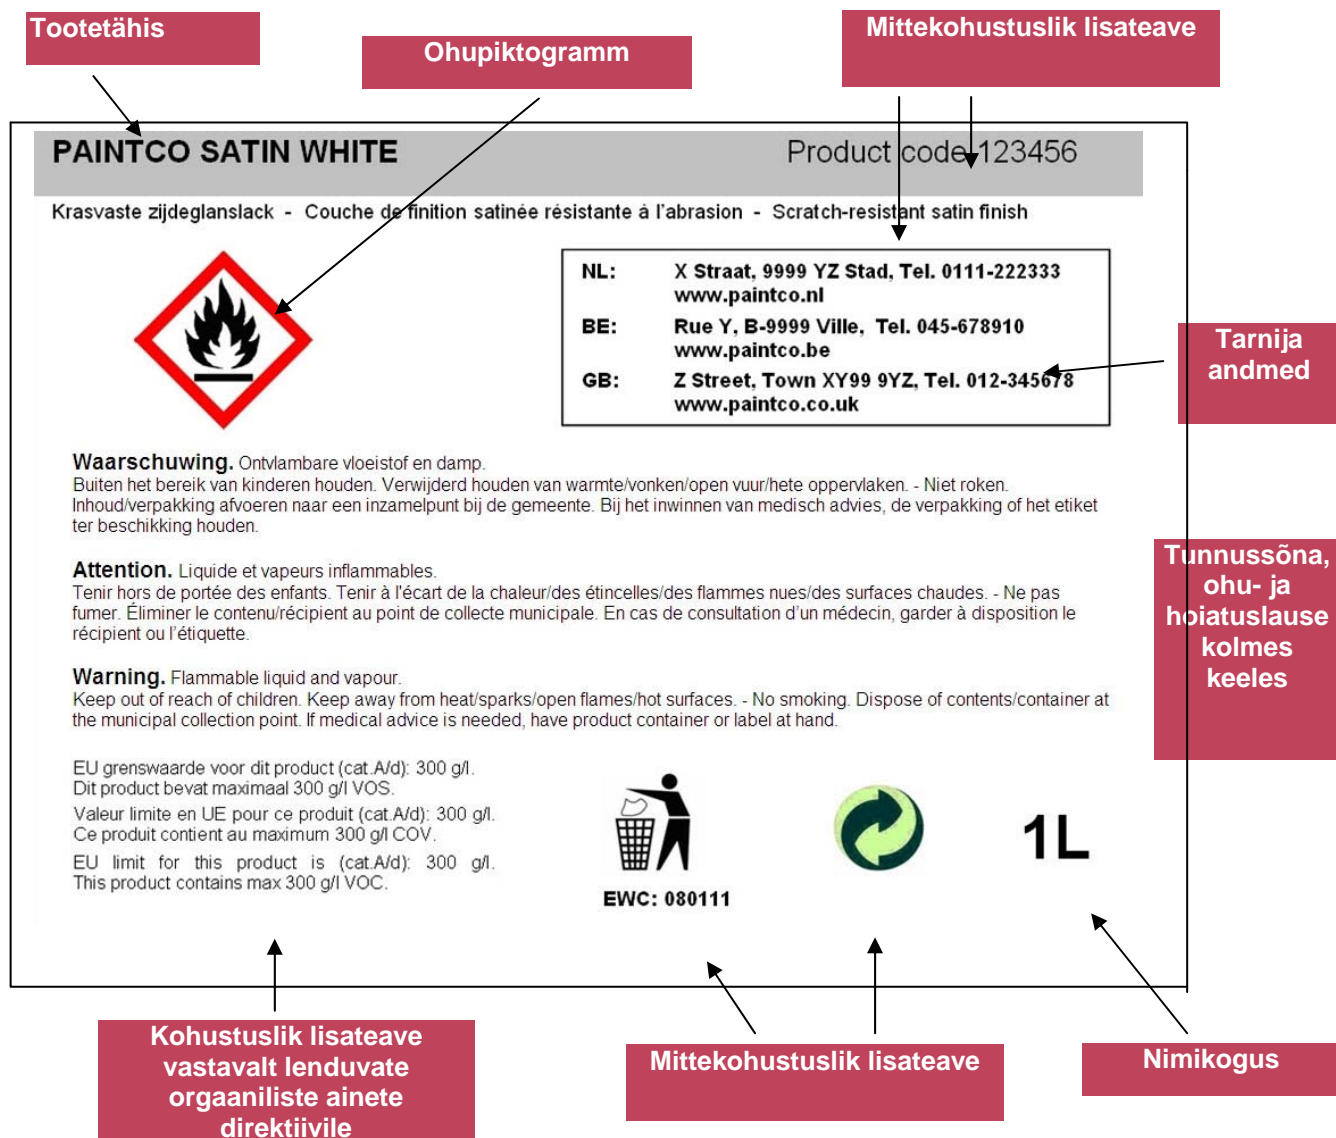 Tootetähis
Ohupiktogramm
Mittekohustuslik lisateave
PAINTCO SATIN WHITE
Product code 123456
Krasvaste zijdeglanslack - Couche de finition satinée résistante à l'abrasion - Scratch-resistant satin finish
NL: X Straat, 9999 YZ Stad, Tel. 0111-222333
www.paintco.nl
BE: Rue Y, B-9999 Ville, Tel. 045-678910
www.paintco.be
GB: Z Street, Town XY99 9YZ, Tel. 012-345678
www.paintco.co.uk
Tarnija
andmed
Waarschuwing. Ontvlambare vloeistof en damp.
Buiten het bereik van kinderen houden. Verwijderd houden van warmte/vonken/open vuur/hete oppervlaken. - Niet roken.
Inhoud/verpakking afvoeren naar een inzamelpunt bij de gemeente. Bij het inwinnen van medisch advies, de verpakking of het etiket
ter beschikking houden.
Attention. Liquide et vapeurs inflammables.
Tenir hors de portée des enfants. Tenir à l'écart de la chaleur/des étincelles/des flammes nues/des surfaces chaudes. - Ne pas
fumer. Éliminer le contenu/récipient au point de collecte municipale. En cas de consultation d'un médecin, garder à disposition le
récipient ou l'étiquette.
Warning. Flammable liquid and vapour.
Keep out of reach of children. Keep away from heat/sparks/open flames/hot surfaces. - No smoking. Dispose of contents/container at
the municipal collection point. If medical advice is needed, have product container or label at hand.
Tunnussõna,
ohu- ja
hoiatuslause
kolmes
keeles
EU grenswaarde voor dit product (cat.A/d): 300 g/l.
Dit product bevat maximaal 300 g/l VOS.
Valeur limite en UE pour ce produit (cat.A/d): 300 g/l.
Ce produit contient au maximum 300 g/l COV.
EU limit for this product is (cat.A/d): 300 g/l.
This product contains max 300 g/l VOC.
EWC: 080111
1L
Kohustuslik lisateave
vastavalt lenduvate
orgaaniliste ainete
direktiivile
Mittekohustuslik lisateave
Nimikogus